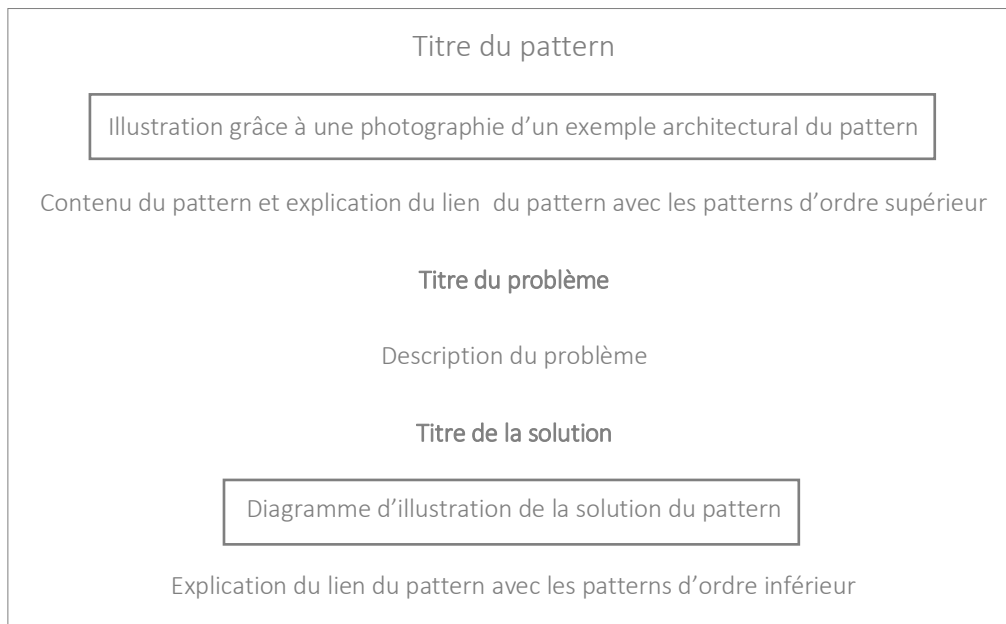 Titre du pattern
Illustration grâce à une photographie d'un exemple architectural du pattern
Contenu du pattern et explication du lien  du pattern avec les patterns d'ordre supérieur
Titre du problème
Description du problème
Titre de la solution
Diagramme d'illustration de la solution du pattern
Explication du lien du pattern avec les patterns d'ordre inférieur